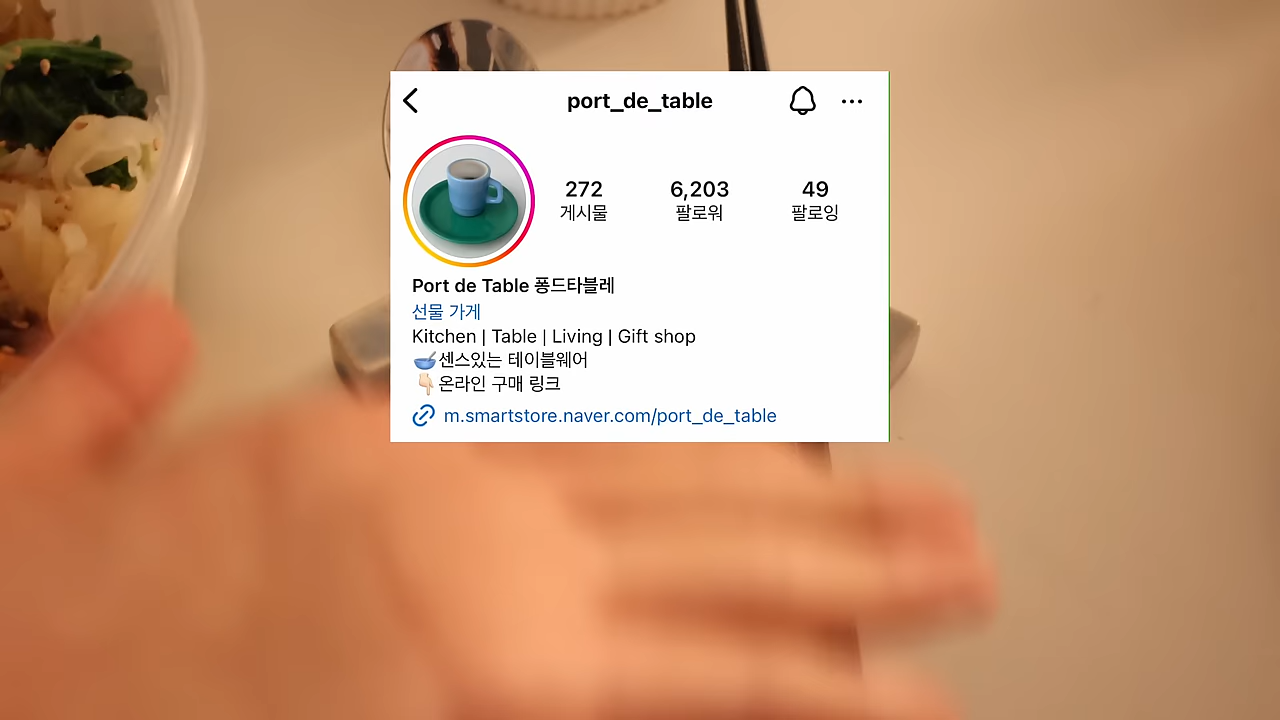 port_de_table
272
6,203
49
게시물
팔로워
팔로잉
Port de Table 퐁드타블레
선물 가게
Kitchen | Table | Living | Gift shop
🥣센스있는 테이블웨어
👇🏻온라인 구매 링크
m.smartstore.naver.com/port_de_table